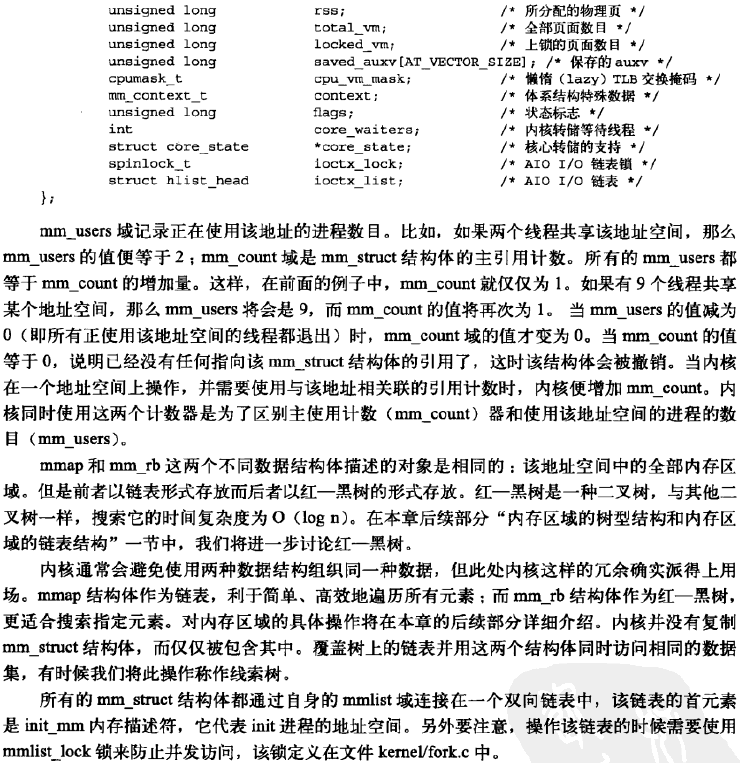 unsigned long rss; /* 所分配的物理页 */
unsigned long total_vm; /* 全部页面数目 */
unsigned long locked_vm; /* 上锁的页面数目 */
unsigned long saved_auxv[AT_VECTOR_SIZE]; /* 保存的auxv */
cpumask_t cpu_vm_mask; /* 懒惰（lazy）TLB 交换掩码 */
mm_context_t context; /* 体系结构特殊数据 */
unsigned long flags; /* 状态标志 */
int core_waiters; /* 内核转储等待线程 */
struct core_state *core_state; /* 核心转储的支持 */
spinlock_t ioctx_lock; /* AIO I/O 链表锁 */
struct hlist_head ioctx_list; /* AIO I/O 链表 */
};
mm_users 域记录正在使用该地址的进程数目。比如，如果两个线程共享该地址空间，那么
mm_users 的值便等于 2；mm_count 域是 mm_struct 结构体的主引用计数。所有的 mm_users 都
等于 mm_count 的增加量。这样，在前面的例子中，mm_count 就仅仅为 1。如果有 9 个线程共享
某个地址空间，那么 mm_users 将会是 9，而 mm_count 的值将再次为 1。 当 mm_users 的值减为
0（即所有正使用该地址空间的线程都退出）时，mm_count 域的值才变为 0。当 mm_count 的值
等于 0，说明已经没有任何指向该 mm_struct 结构体的引用了，这时该结构体会被撤销。当内核
在一个地址空间上操作，并需要使用与该地址相关联的引用计数时，内核便增加 mm_count。内
核同时使用这两个计数器是为了区别主使用计数（mm_count）器和使用该地址空间的进程的数
目（mm_users）。
mmap 和 mm_rb 这两个不同数据结构体描述的对象是相同的：该地址空间中的全部内存区
域。但是前者以链表形式存放而后者以红—黑树的形式存放。红—黑树是一种二叉树，与其他二
叉树一样，搜索它的时间复杂度为 O（log n）。在本章后续部分“内存区域的树型结构和内存区
域的链表结构”一节中，我们将进一步讨论红—黑树。
内核通常会避免使用两种数据结构组织同一种数据，但此处内核这样的冗余确实派得上用
场。mmap 结构体作为链表，利于简单、高效地遍历所有元素；而 mm_rb 结构体作为红—黑树，
更适合搜索指定元素。对内存区域的具体操作将在本章的后续部分详细介绍。内核并没有复制
mm_struct 结构体，而仅仅被包含其中。覆盖树上的链表并用这两个结构体同时访问相同的数据
集，有时候我们将此操作称作线索树。
所有的 mm_struct 结构体都通过自身的 mmlist 域连接在一个双向链表中，该链表的首元素
是 init_mm 内存描述符，它代表 init 进程的地址空间。另外要注意，操作该链表的时候需要使用
mmlist_lock 锁来防止并发访问，该锁定义在文件 kernel/fork.c 中。